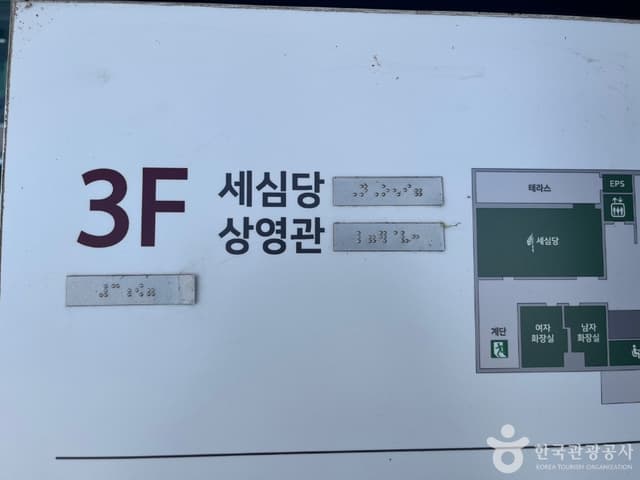 3F
세심당
상영관
테라스
EPS
세심당
계단
여자
화장실
남자
화장실
한국관광공사
KOREA TOURISM ORGANIZATION